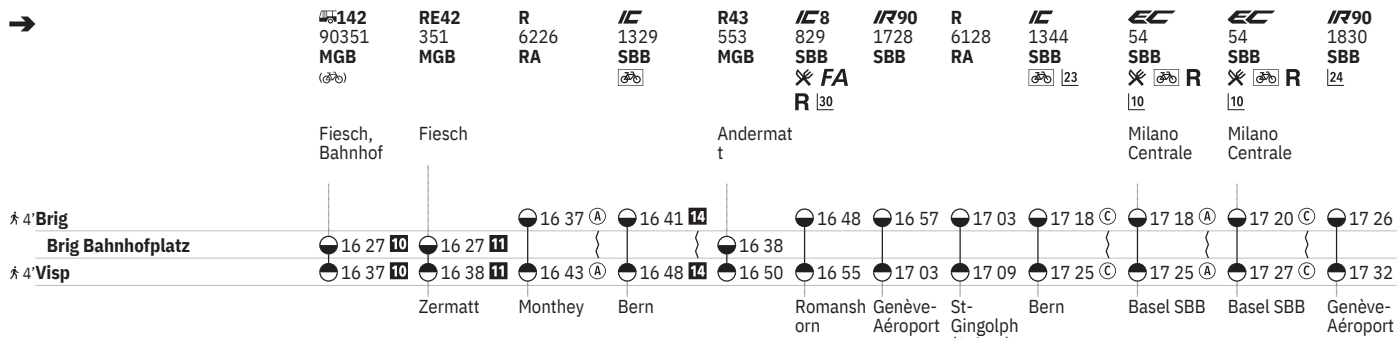 142 RE42 R IC R43 IC8 IR90 R IC EC EC IR90
90351 351 6226 1329 553 829 1728 6128 1344 54 54 1830
MGB MGB RA SBB MGB SBB SBB RA SBB SBB SBB SBB
FA 23 R R 24
R 30 10 10
Fiesch, Fiesch Andermat Milano Milano
Bahnhof t Centrale Centrale
4' Brig 16 37 A 16 41 14 16 48 16 57 17 03 17 18 C 17 18 A 17 20 C 17 26
Brig Bahnhofplatz 16 27 10 16 27 11 16 38
4' Visp 16 37 10 16 38 11 16 43 A 16 48 14 16 50 16 55 17 03 17 09 17 25 C 17 25 A 17 27 C 17 32
Zermatt Monthey Bern Romansh Genève- St- Bern Basel SBB Basel SBB Genève-
orn Aéroport Gingolph Aéroport